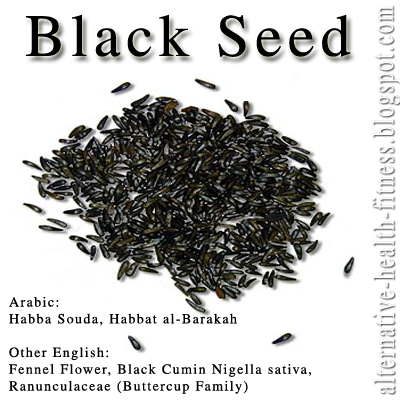 Black Seed
Arabic:
Habba Souda, Habbat al-Barakah
Other English:
Fennel Flower, Black Cumin Nigella sativa,
Ranunculaceae (Buttercup Family)
alternative-health-fitness.blogspot.com